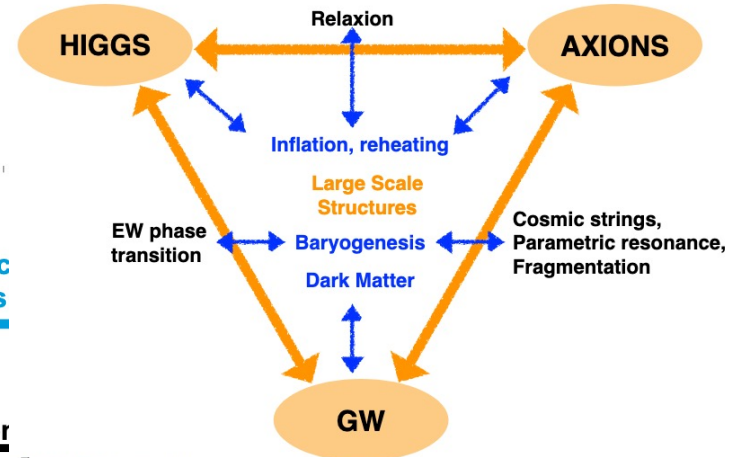 Relaxion
HIGGS
AXIONS
Inflation, reheating
Large Scale
Structures
EW phase
transition
Baryogenesis
Cosmic strings,
Parametric resonance,
Fragmentation
Dark Matter
GW